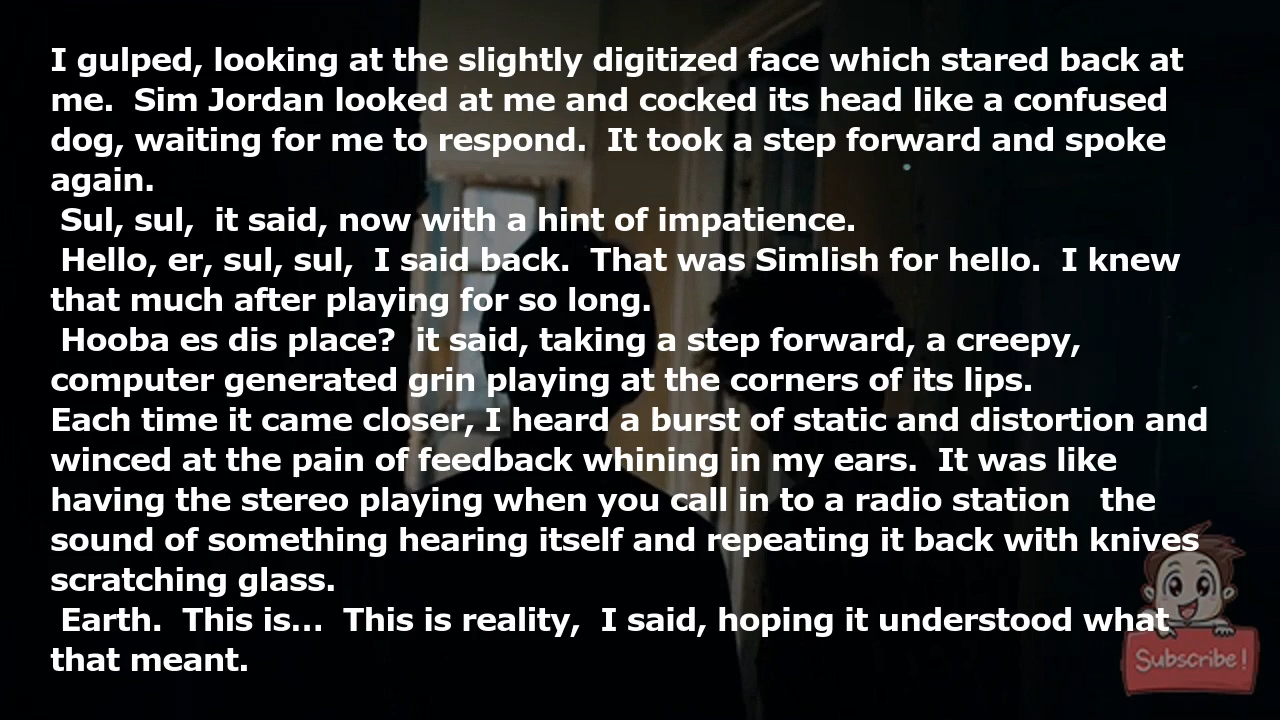 I gulped, looking at the slightly digitized face which stared back at
me.  Sim Jordan looked at me and cocked its head like a confused
dog, waiting for me to respond.  It took a step forward and spoke
again.
Sul, sul,  it said, now with a hint of impatience.
Hello, er, sul, sul,  I said back.  That was Simlish for hello.  I knew
that much after playing for so long.
Hooba es dis place?  it said, taking a step forward, a creepy,
computer generated grin playing at the corners of its lips.
Each time it came closer, I heard a burst of static and distortion and
winced at the pain of feedback whining in my ears.  It was like
having the stereo playing when you call in to a radio station   the
sound of something hearing itself and repeating it back with knives
scratching glass.
Earth.  This is...  This is reality,  I said, hoping it understood what
that meant.
Subscribe!